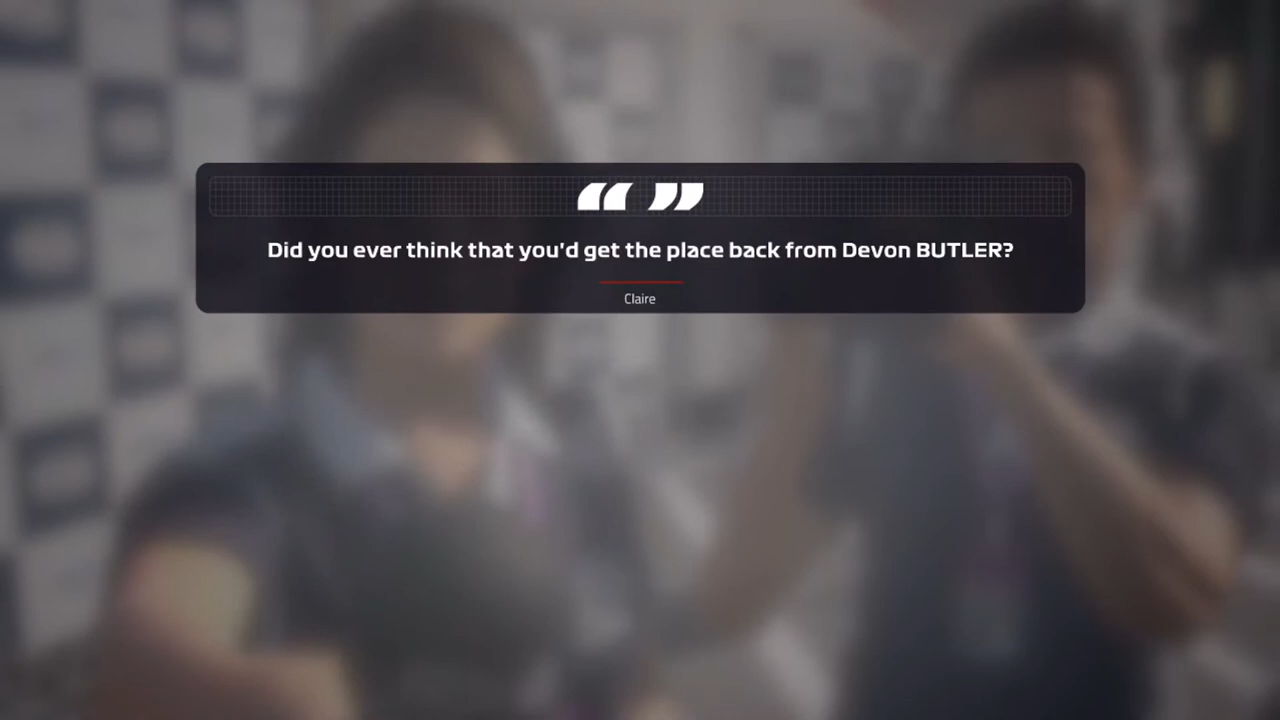 “ ”
Did you ever think that you'd get the place back from Devon BUTLER?
Claire